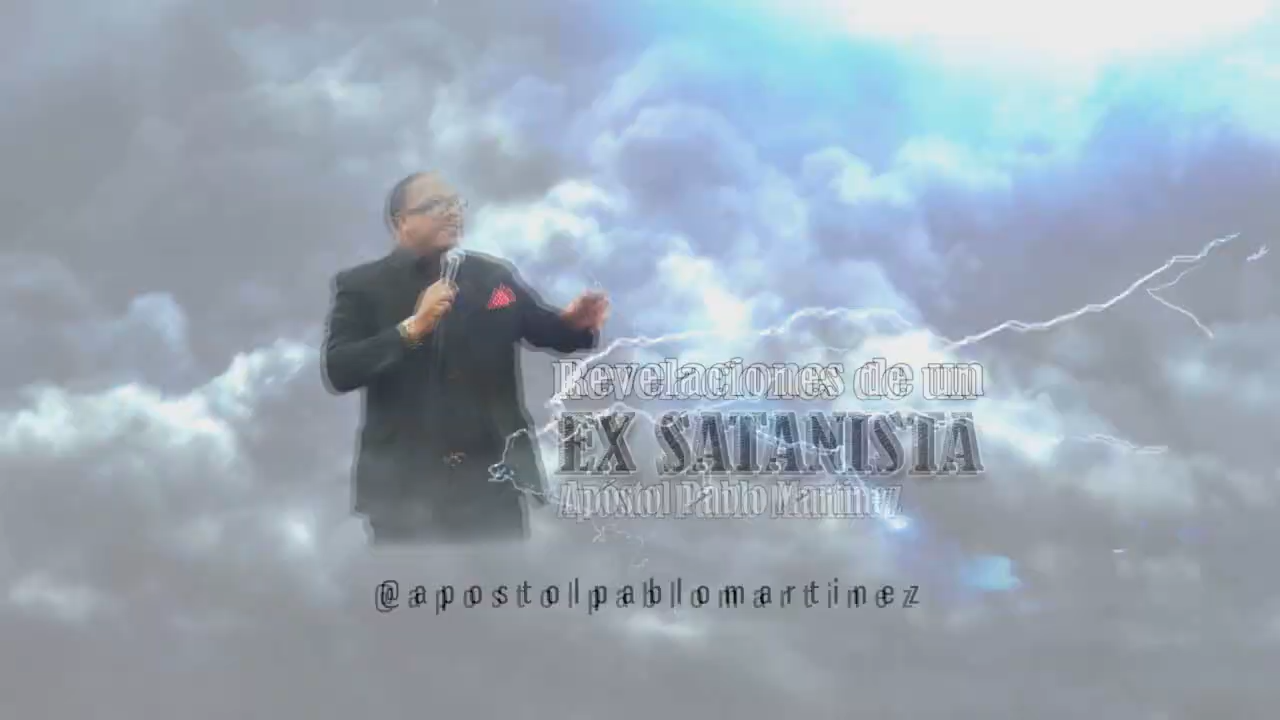 Revelaciones de un
EX SATANISTA
Apóstol Pablo Martinez
@apostolpablomartinez